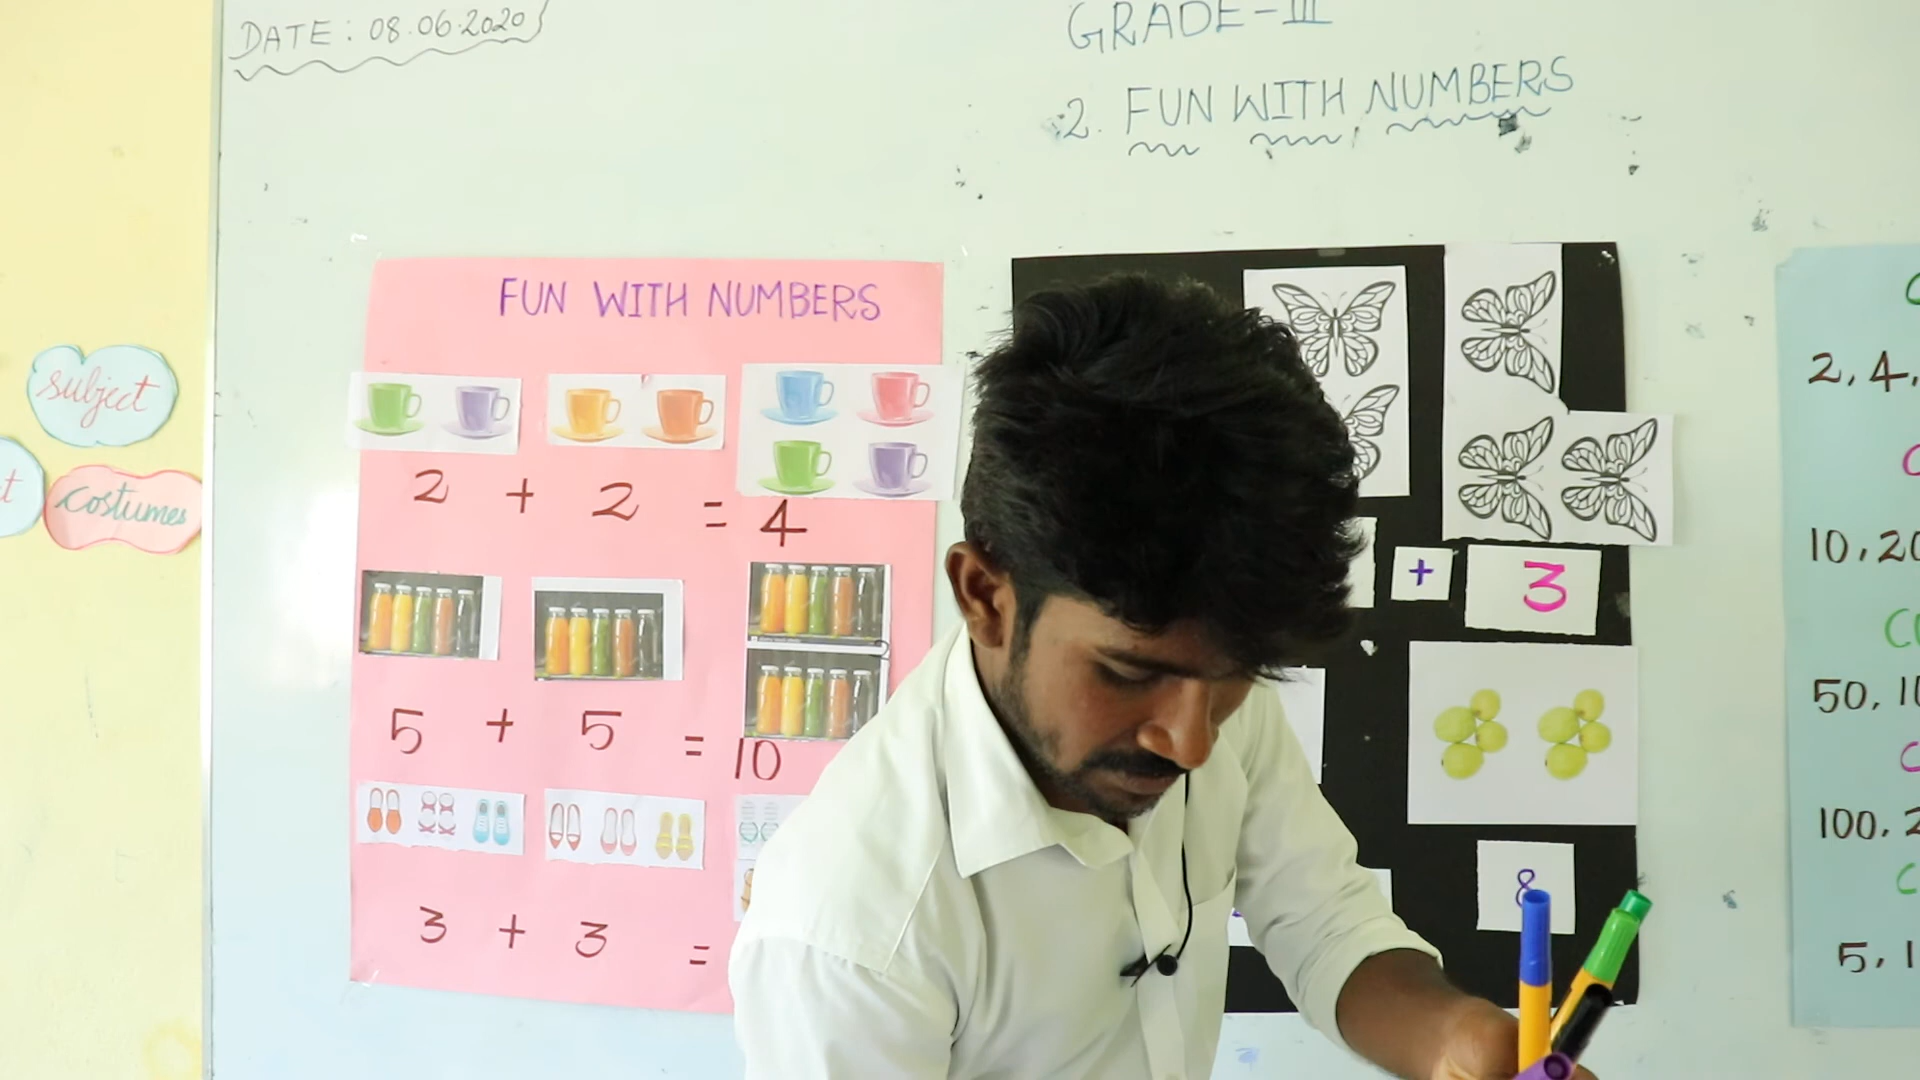 DATE: 08.06.2020
GRADE-III
2. FUN WITH NUMBERS
subject
t
costumes
FUN WITH NUMBERS
2 + 2 = 4
5 + 5 = 10
3 + 3 =
+ 3
8
2, 4,
10, 20
50, 10
100, 2
5, 1